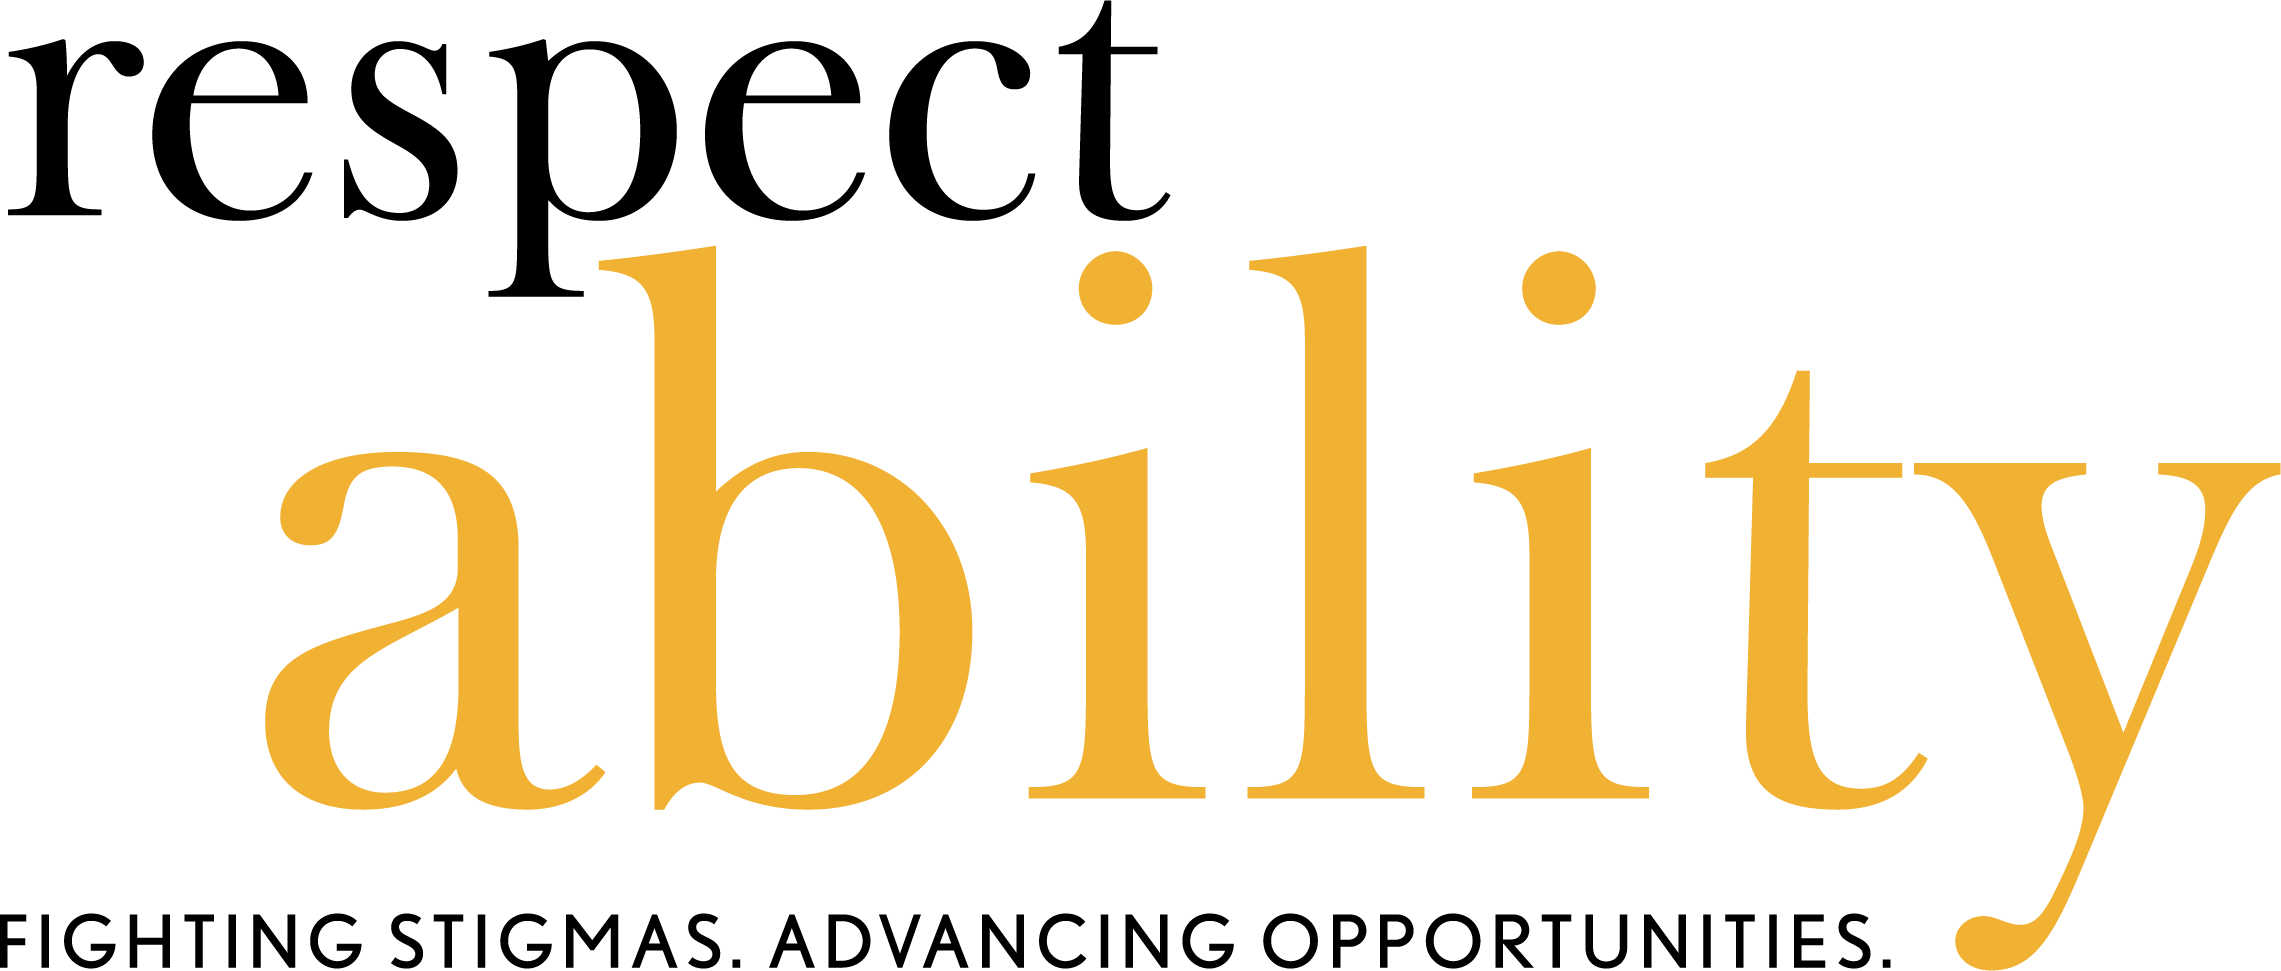 respect
ability
FIGHTING STIGMAS. ADVANCING OPPORTUNITIES.